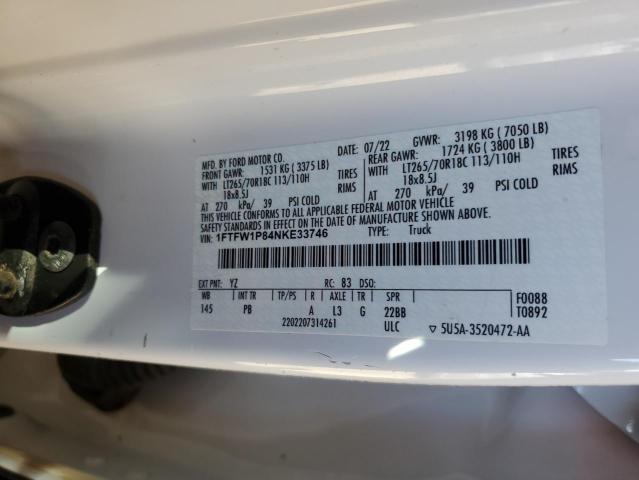 MFD. BY FORD MOTOR CO.
DATE: 07/22 GVWR: 3198 KG ( 7050 LB)
FRONT GAWR: 1531 KG ( 3375 LB) REAR GAWR: 1724 KG ( 3800 LB)
WITH LT265/70R18C 113/110H TIRES WITH LT265/70R18C 113/110H TIRES
18x8.5J RIMS 18x8.5J RIMS
AT 270 kPa/ 39 PSI COLD AT 270 kPa/ 39 PSI COLD
THIS VEHICLE CONFORMS TO ALL APPLICABLE FEDERAL MOTOR VEHICLE
SAFETY STANDARDS IN EFFECT ON THE DATE OF MANUFACTURE SHOWN ABOVE.
VIN: 1FTFW1P84NKE33746 TYPE: Truck
EXT PNT: YZ RC: 83 DSO: F0088
WB INT TR TP/PS R AXLE TR SPR T0892
145 PB A L3 G 22BB
2202207314261 ULC ▽ 5U5A-3520472-AA